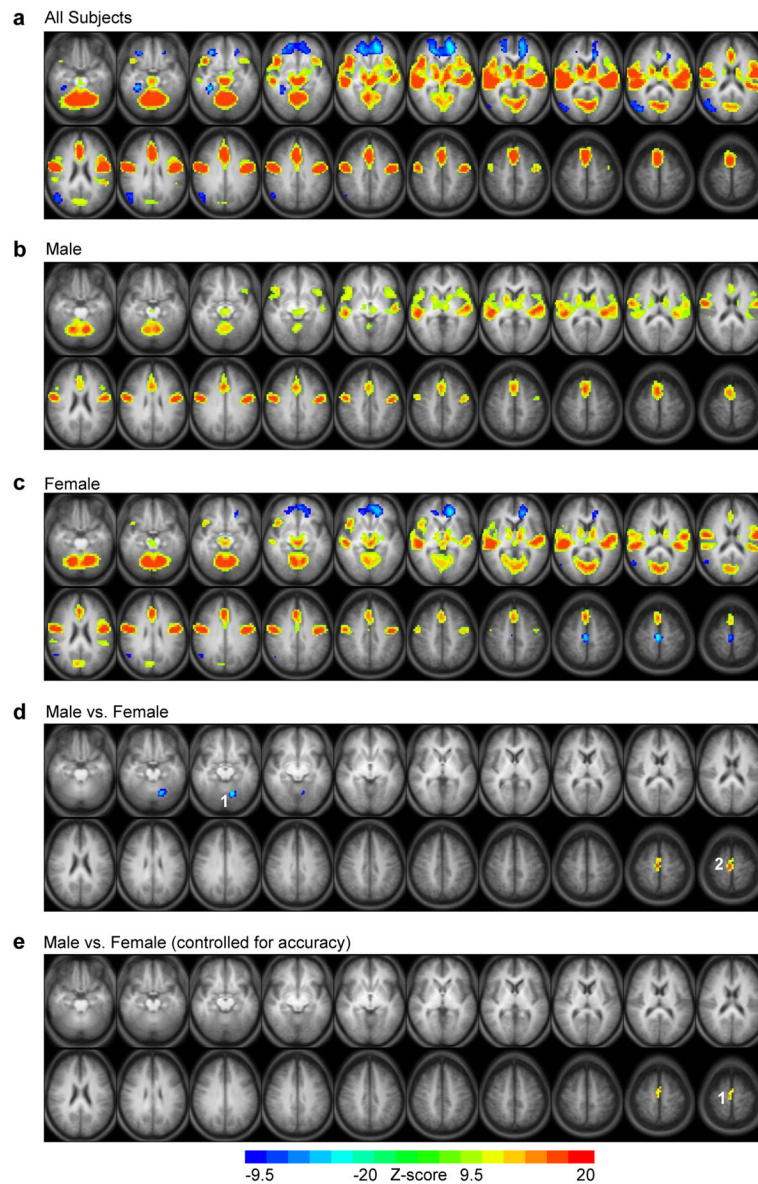 a All Subjects
b Male
c Female
d Male vs. Female
1
2
e Male vs. Female (controlled for accuracy)
1
-9.5 -20 Z-score 9.5 20